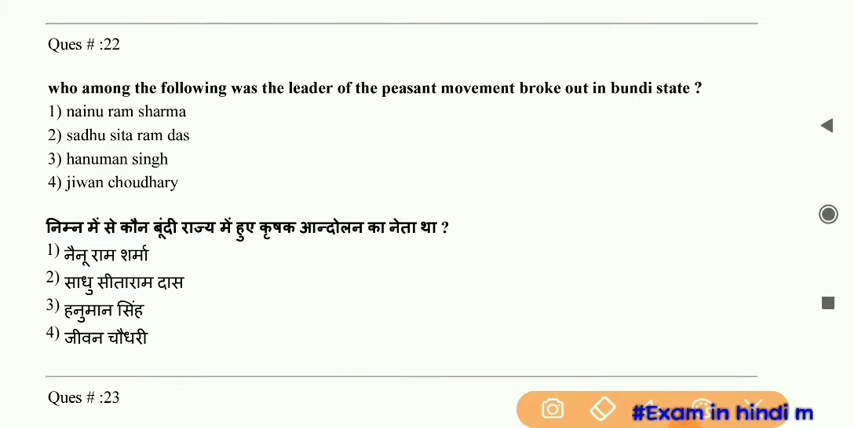 Ques # :22
who among the following was the leader of the peasant movement broke out in bundi state ?
1) nainu ram sharma
2) sadhu sita ram das
3) hanuman singh
4) jiwan choudhary
निम्न में से कौन बूंदी राज्य में हुए कृषक आन्दोलन का नेता था ?
1) नैनू राम शर्मा
2) साधु सीताराम दास
3) हनुमान सिंह
4) जीवन चौधरी
Ques # :23
#Exam in hindi m